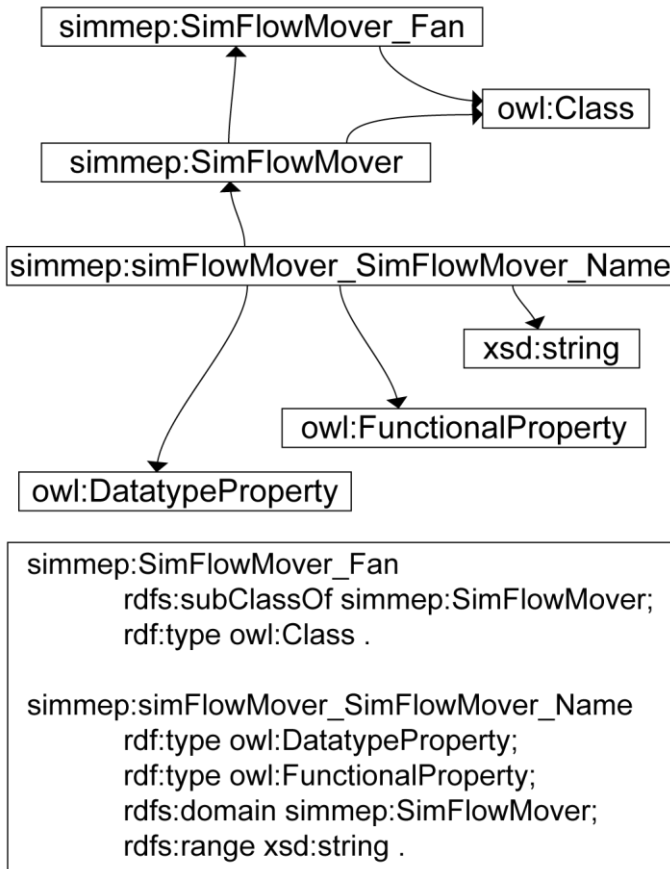 simmep:SimFlowMover_Fan
owl:Class
simmep:SimFlowMover
simmep:simFlowMover_SimFlowMover_Name
xsd:string
owl:FunctionalProperty
owl:DatatypeProperty
simmep:SimFlowMover_Fan
rdfs:subClassOf simmep:SimFlowMover;
rdf:type owl:Class .
simmep:simFlowMover_SimFlowMover_Name
rdf:type owl:DatatypeProperty;
rdf:type owl:FunctionalProperty;
rdfs:domain simmep:SimFlowMover;
rdfs:range xsd:string .